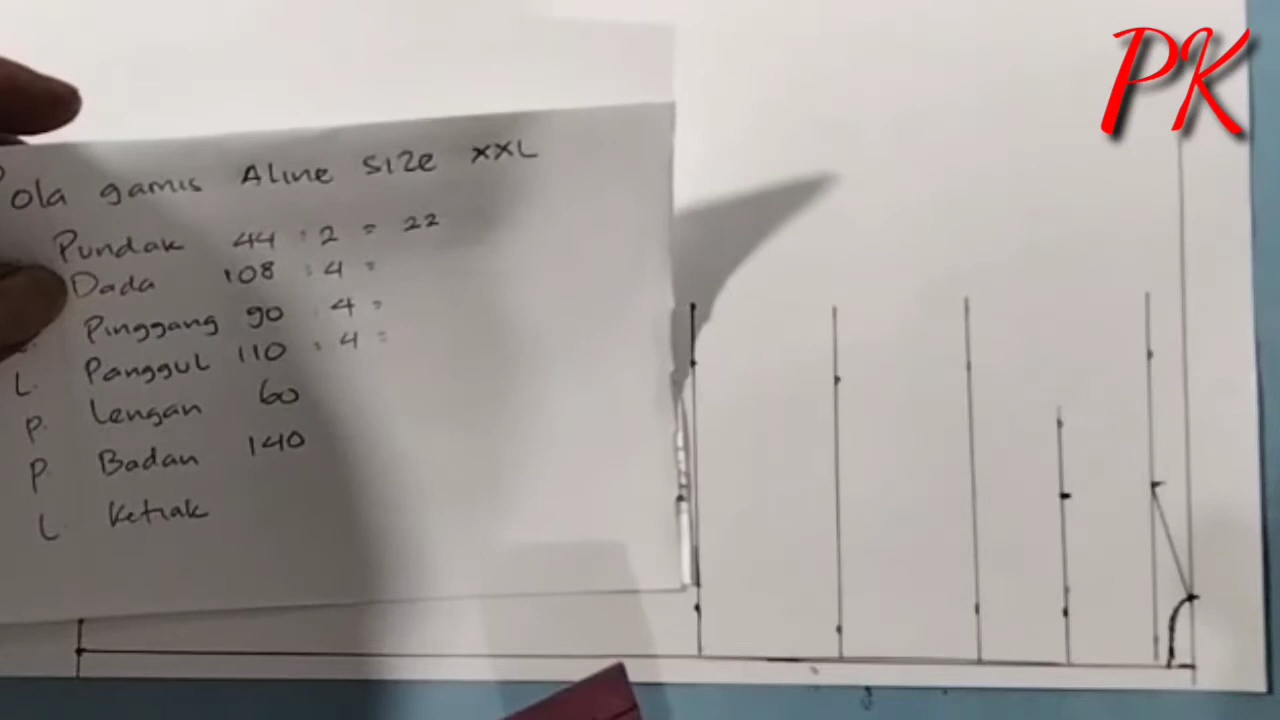 PK
Pola gamis Aline size XXL
Pundak 44 : 2 = 22
Dada 108 : 4 =
Pinggang 90 : 4 =
L. Panggul 110 : 4 =
P. Lengan 60
P. Badan 140
L. Ketiak